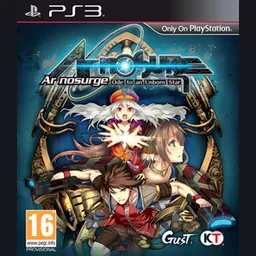 PS3
Only On PlayStation®
Ar nosurge
Ode to an Unborn Star
16
www.pegi.info
PROVISIONAL
GUST
KT